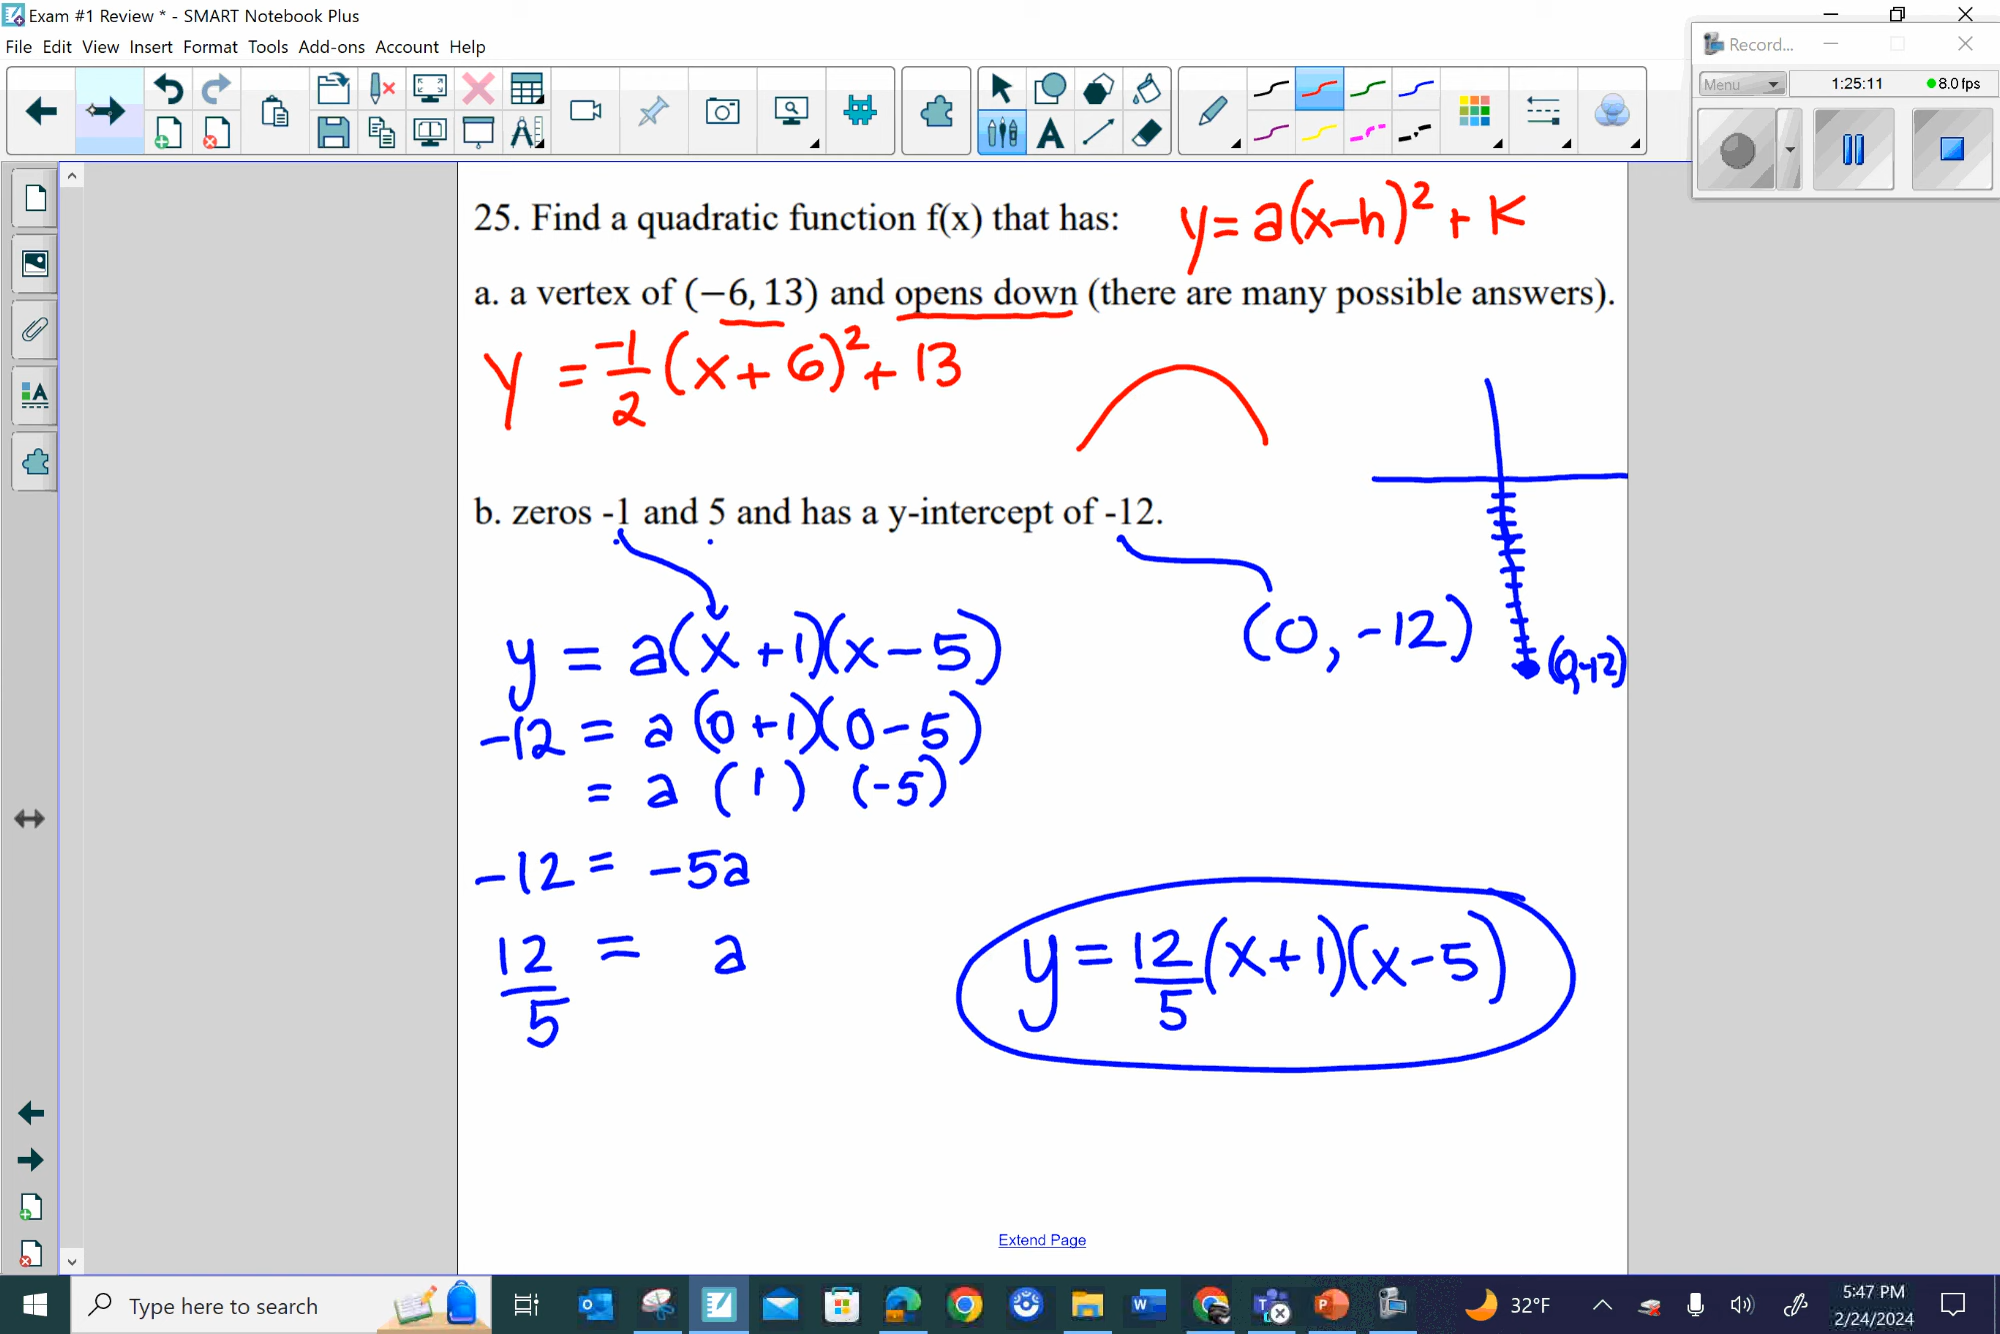 Exam #1 Review * - SMART Notebook Plus
File Edit View Insert Format Tools Add-ons Account Help
Record...
Menu 1:25:11 8.0 fps
25. Find a quadratic function f(x) that has: y = a(x-h)² + k
a. a vertex of (−6, 13) and opens down (there are many possible answers).
y = -1/2 (x + 6)² + 13
b. zeros -1 and 5 and has a y-intercept of -12.
(0, -12)
(0,-12)
y = a(x+1)(x-5)
-12 = a (0+1)(0-5)
= a (1) (-5)
-12 = -5a
12/5 = a
y = 12/5 (x+1)(x-5)
Extend Page
Type here to search
32°F
5:47 PM
2/24/2024